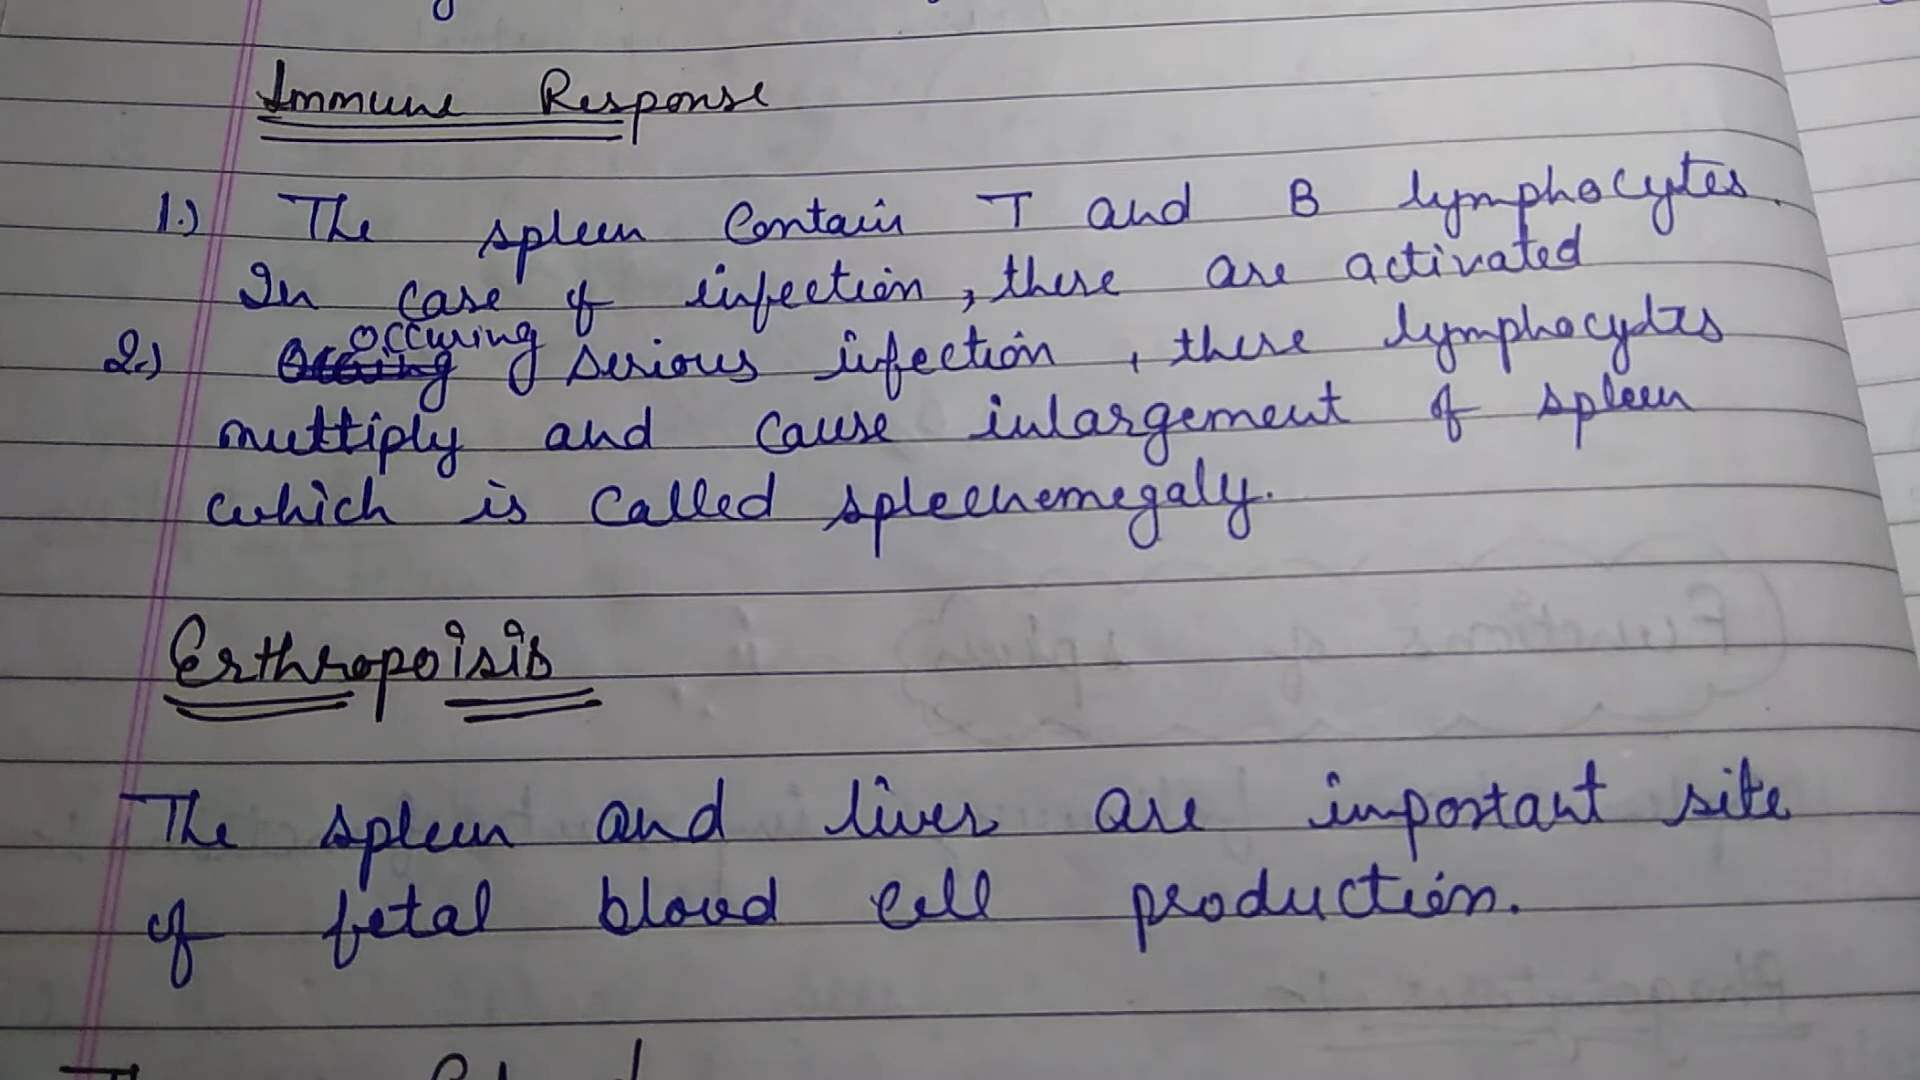 Immune Response
1.) The spleen contain T and B lymphocytes.
In case of infection, these are activated
2.) Occuring serious infection, these lymphocytes
multiply and cause inlargement of spleen
which is called spleenemegaly.
Erthropoisis
The spleen and liver are important site
of fetal blood cell production.